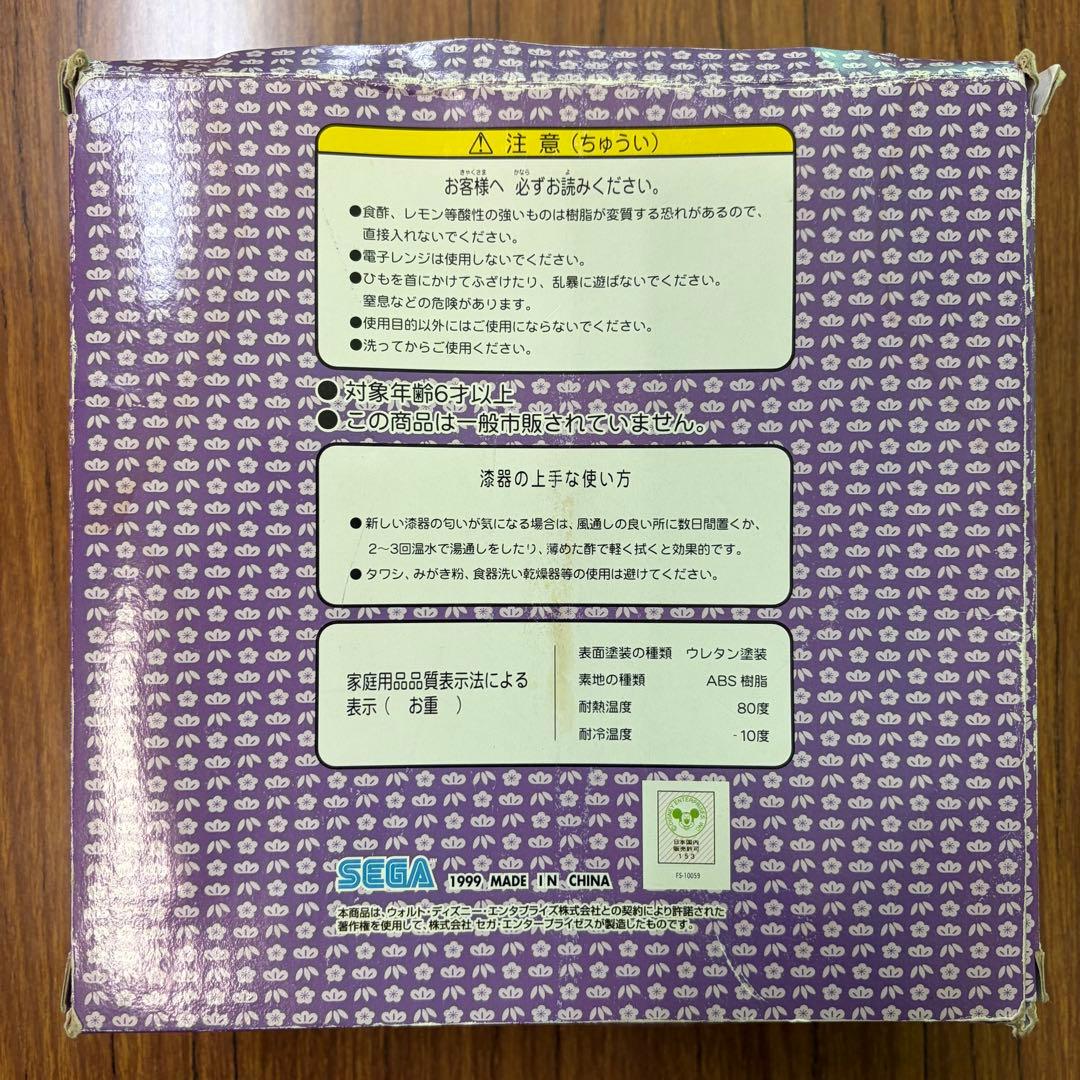 ⚠ 注意(ちゅうい)
お客様へ 必ずお読みください。
きゃくさま かなら よ
●食酢、レモン等酸性の強いものは樹脂が変質する恐れがあるので、
直接入れないでください。
●電子レンジは使用しないでください。
●ひもを首にかけてふざけたり、乱暴に遊ばないでください。
窒息などの危険があります。
●使用目的以外にはご使用にならないでください。
●洗ってからご使用ください。
●対象年齢6才以上
●この商品は一般市販されていません。
漆器の上手な使い方
●新しい漆器の匂いが気になる場合は、風通しの良い所に数日間置くか、
2〜3回温水で湯通しをしたり、薄めた酢で軽く拭くと効果的です。
●タワシ、みがき粉、食器洗い乾燥器等の使用は避けてください。
家庭用品品質表示法による
表示( お重 )
表面塗装の種類 ウレタン塗装
素地の種類 ABS樹脂
耐熱温度 80度
耐冷温度 -10度
日本国内
販売許可
153
FS-10059
SEGA 1999 MADE IN CHINA
本商品は、ウォルト・ディズニー・エンタプライズ株式会社との契約により許諾された
著作権を使用して、株式会社 セガ・エンタープライゼスが製造したものです。